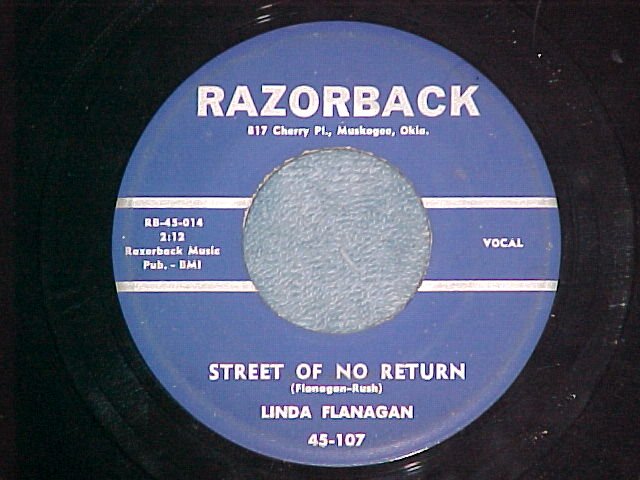 RAZORBACK
817 Cherry Pl., Muskogee, Okla.
RB-45-014
2:12
Razorback Music
Pub. - BMI
VOCAL
STREET OF NO RETURN
(Flanagan-Rush)
LINDA FLANAGAN
45-107